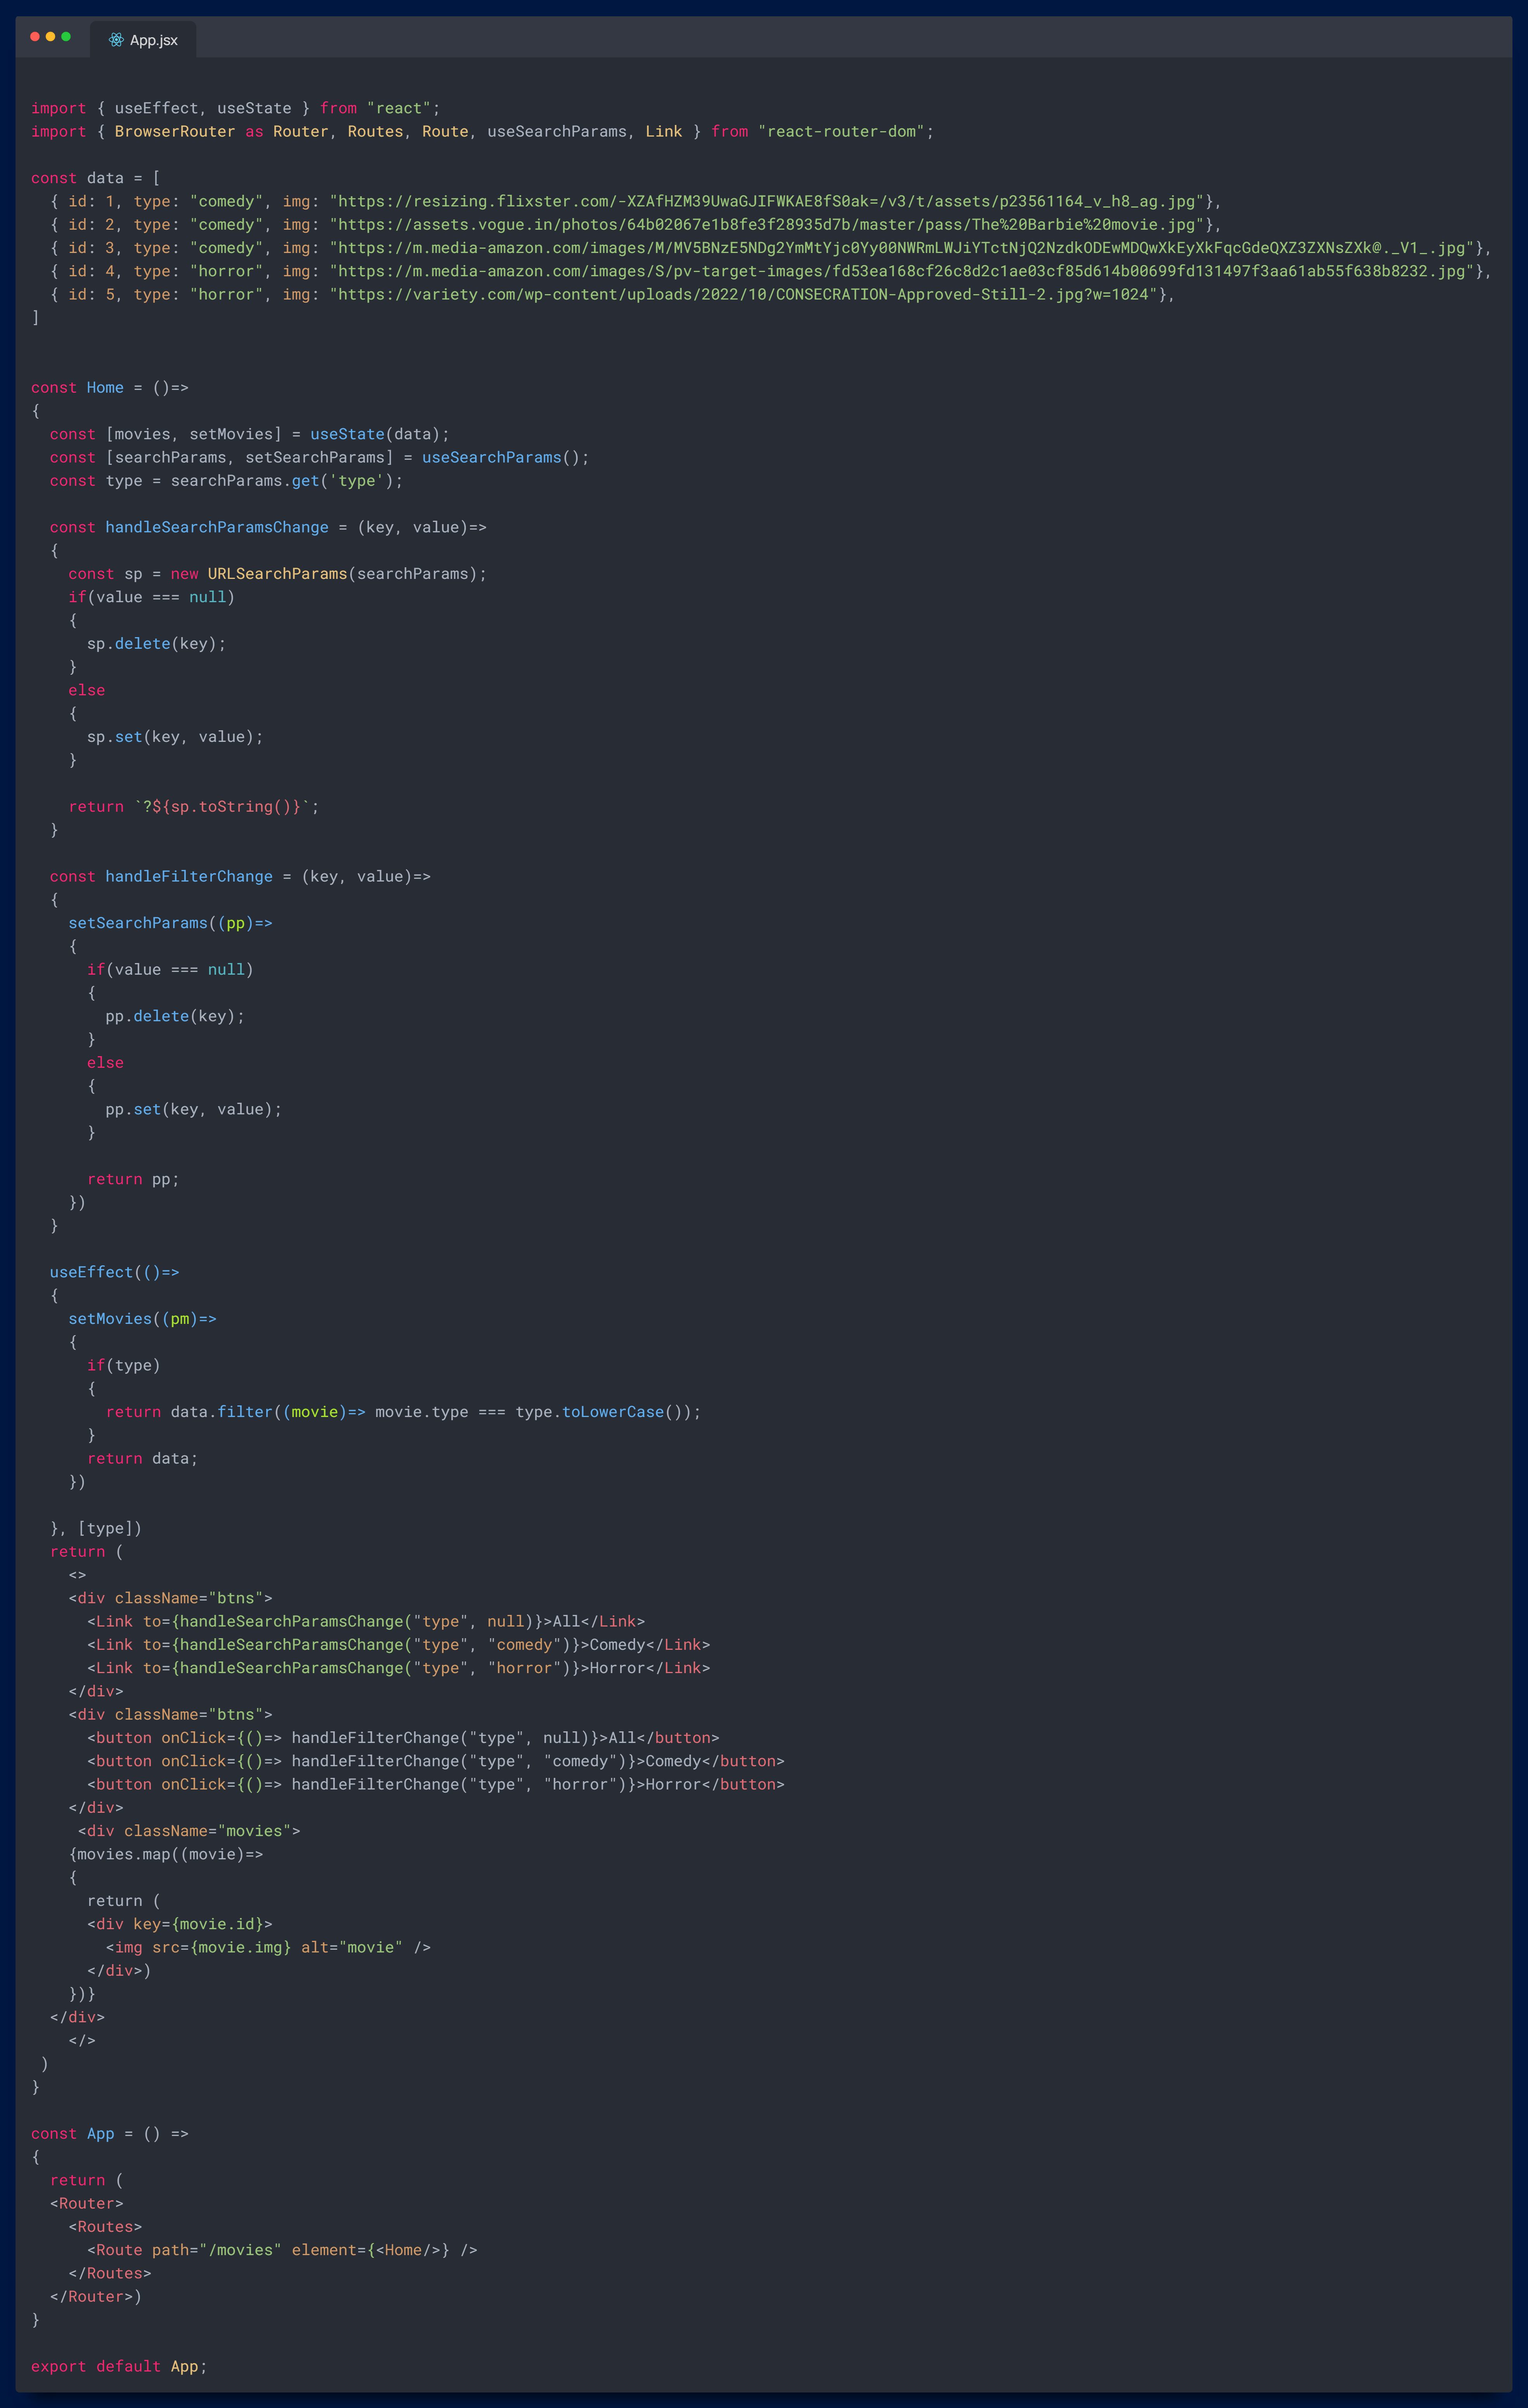 App.jsx
import { useEffect, useState } from "react";
import { BrowserRouter as Router, Routes, Route, useSearchParams, Link } from "react-router-dom";

const data = [
  { id: 1, type: "comedy", img: "https://resizing.flixster.com/-XZAfHZM39UwaGJIFWKAE8fS0ak=/v3/t/assets/p23561164_v_h8_ag.jpg"},
  { id: 2, type: "comedy", img: "https://assets.vogue.in/photos/64b02067e1b8fe3f28935d7b/master/pass/The%20Barbie%20movie.jpg"},
  { id: 3, type: "comedy", img: "https://m.media-amazon.com/images/M/MV5BNzE5NDg2YmMtYjc0Yy00NWRmLWJiYTctNjQ2NzdkODEwMDQwXkEyXkFqcGdeQXZ3ZXNsZXk@._V1_.jpg"},
  { id: 4, type: "horror", img: "https://m.media-amazon.com/images/S/pv-target-images/fd53ea168cf26c8d2c1ae03cf85d614b00699fd131497f3aa61ab55f638b8232.jpg"},
  { id: 5, type: "horror", img: "https://variety.com/wp-content/uploads/2022/10/CONSECRATION-Approved-Still-2.jpg?w=1024"},
]

const Home = ()=>
{
  const [movies, setMovies] = useState(data);
  const [searchParams, setSearchParams] = useSearchParams();
  const type = searchParams.get('type');

  const handleSearchParamsChange = (key, value)=>
  {
    const sp = new URLSearchParams(searchParams);
    if(value === null)
    {
      sp.delete(key);
    }
    else
    {
      sp.set(key, value);
    }

    return `?${sp.toString()}`;
  }

  const handleFilterChange = (key, value)=>
  {
    setSearchParams((pp)=>
    {
      if(value === null)
      {
        pp.delete(key);
      }
      else
      {
        pp.set(key, value);
      }

      return pp;
    })
  }

  useEffect(()=>
  {
    setMovies((pm)=>
    {
      if(type)
      {
        return data.filter((movie)=> movie.type === type.toLowerCase());
      }
      return data;
    })

  }, [type])
  return (
    <>
    <div className="btns">
      <Link to={handleSearchParamsChange("type", null)}>All</Link>
      <Link to={handleSearchParamsChange("type", "comedy")}>Comedy</Link>
      <Link to={handleSearchParamsChange("type", "horror")}>Horror</Link>
    </div>
    <div className="btns">
      <button onClick={()=> handleFilterChange("type", null)}>All</button>
      <button onClick={()=> handleFilterChange("type", "comedy")}>Comedy</button>
      <button onClick={()=> handleFilterChange("type", "horror")}>Horror</button>
    </div>
     <div className="movies">
    {movies.map((movie)=>
    {
      return (
      <div key={movie.id}>
        <img src={movie.img} alt="movie" />
      </div>)
    })}
  </div>
    </>
 )
}

const App = () =>
{
  return (
  <Router>
    <Routes>
      <Route path="/movies" element={<Home/>} />
    </Routes>
  </Router>)
}

export default App;